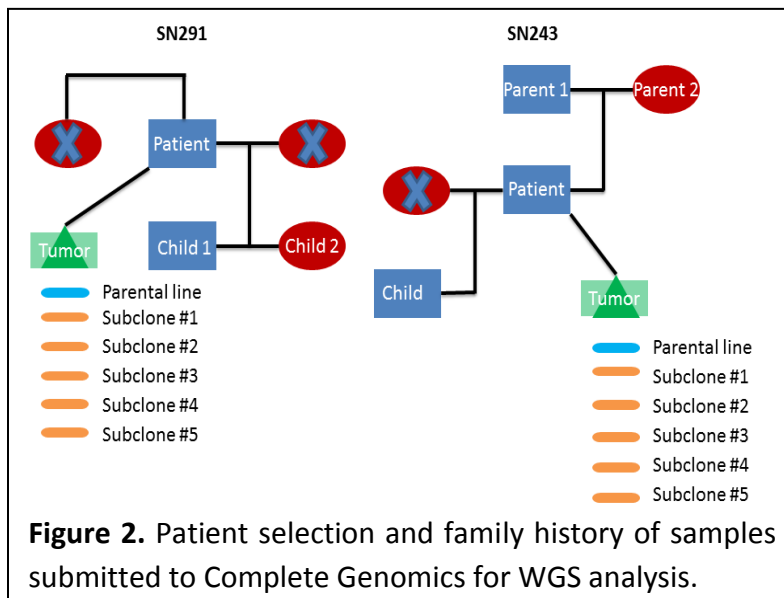 SN291
Patient
Child 1
Child 2
Tumor
Parental line
Subclone #1
Subclone #2
Subclone #3
Subclone #4
Subclone #5
SN243
Parent 1
Parent 2
Patient
Child
Tumor
Parental line
Subclone #1
Subclone #2
Subclone #3
Subclone #4
Subclone #5
Figure 2. Patient selection and family history of samples
submitted to Complete Genomics for WGS analysis.